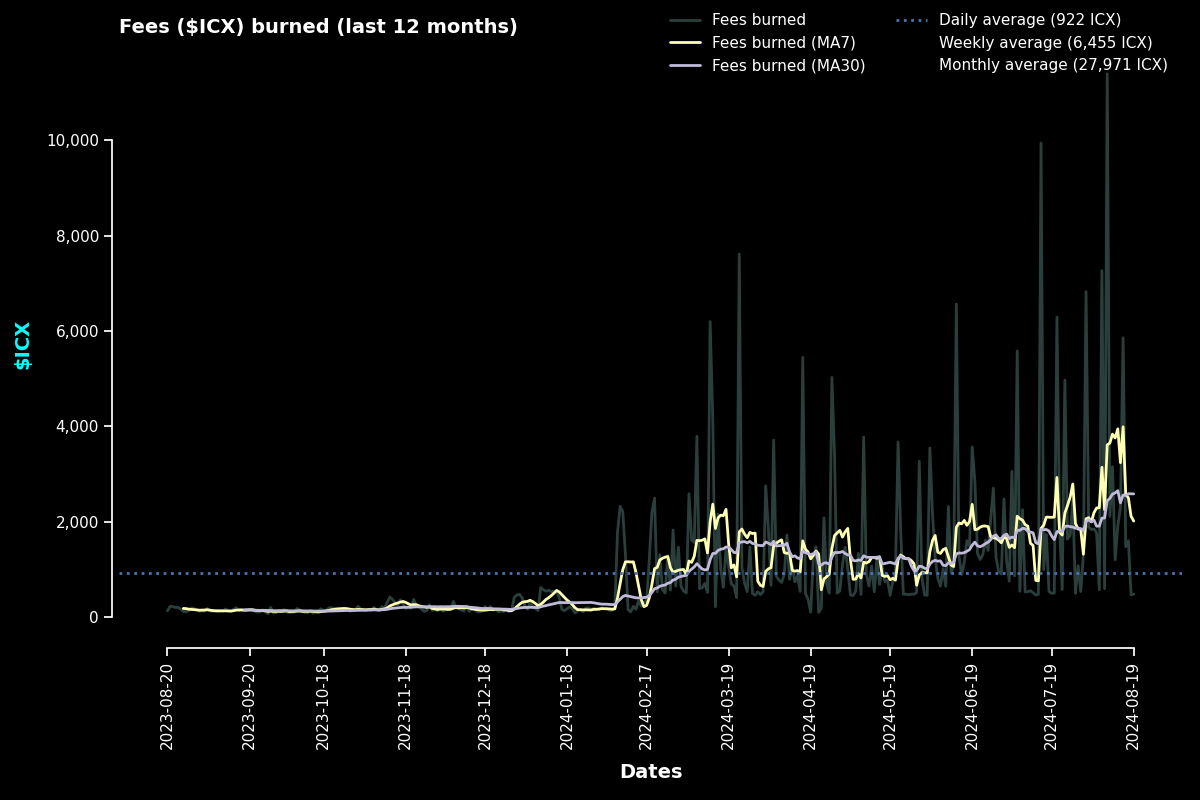 Fees ($ICX) burned (last 12 months)
Fees burned
Fees burned (MA7)
Fees burned (MA30)
Daily average (922 ICX)
Weekly average (6,455 ICX)
Monthly average (27,971 ICX)
10,000
8,000
6,000
4,000
2,000
0
$ICX
2023-08-20
2023-09-20
2023-10-18
2023-11-18
2023-12-18
2024-01-18
2024-02-17
2024-03-19
2024-04-19
2024-05-19
2024-06-19
2024-07-19
2024-08-19
Dates